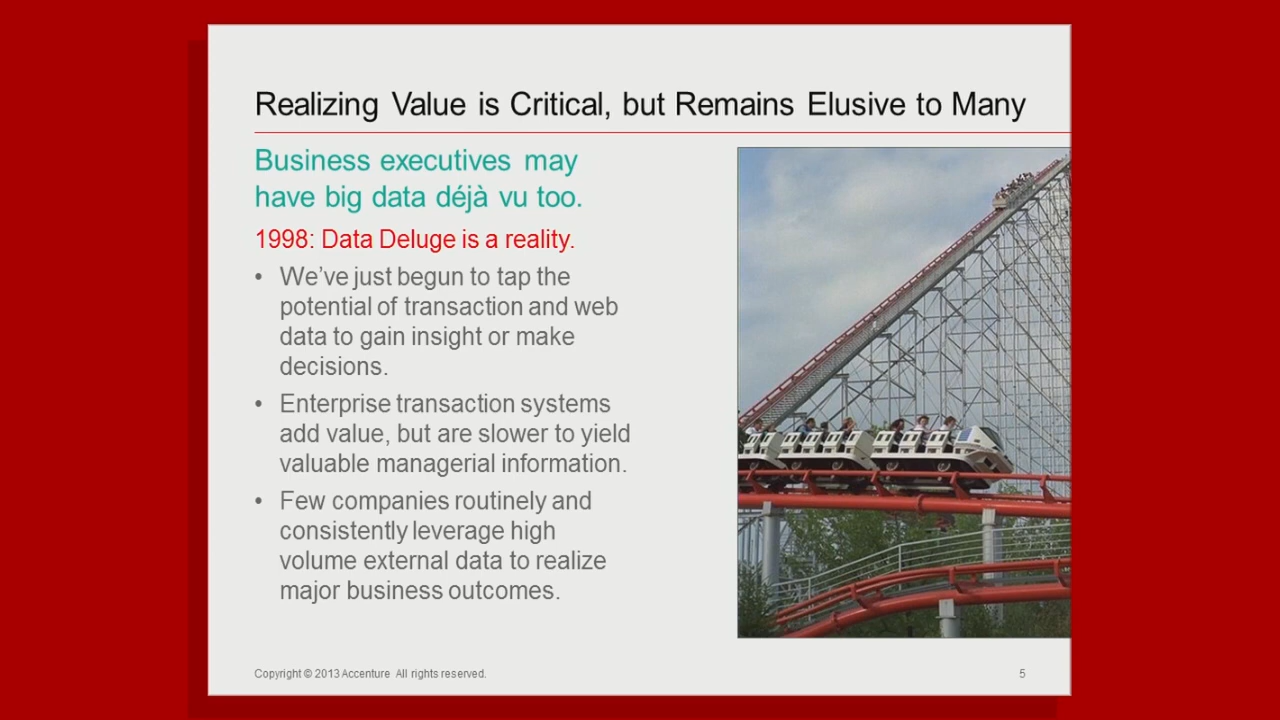 Realizing Value is Critical, but Remains Elusive to Many
Business executives may
have big data déjà vu too.
1998: Data Deluge is a reality.
• We’ve just begun to tap the
potential of transaction and web
data to gain insight or make
decisions.
• Enterprise transaction systems
add value, but are slower to yield
valuable managerial information.
• Few companies routinely and
consistently leverage high
volume external data to realize
major business outcomes.
Copyright © 2013 Accenture All rights reserved.
5